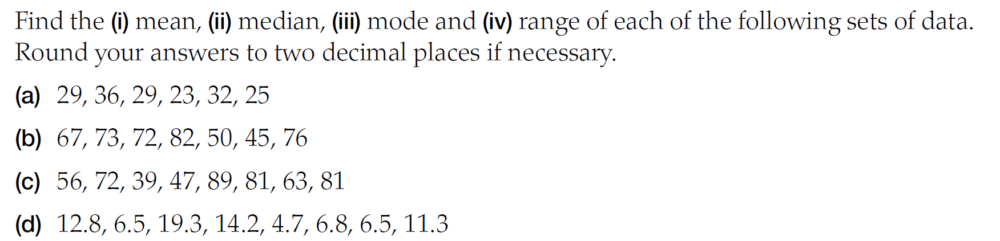 Find the (i) mean, (ii) median, (iii) mode and (iv) range of each of the following sets of data.
Round your answers to two decimal places if necessary.
(a) 29, 36, 29, 23, 32, 25
(b) 67, 73, 72, 82, 50, 45, 76
(c) 56, 72, 39, 47, 89, 81, 63, 81
(d) 12.8, 6.5, 19.3, 14.2, 4.7, 6.8, 6.5, 11.3